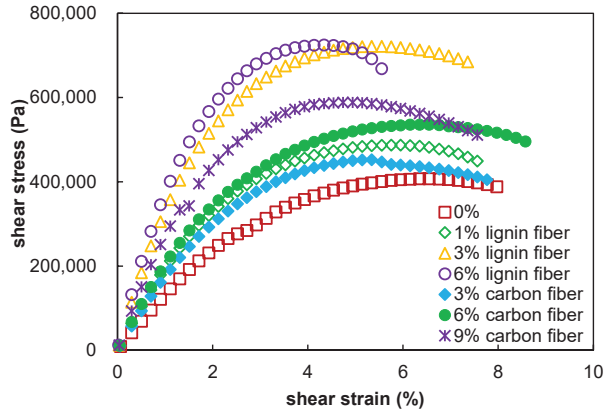 800,000
600,000
400,000
200,000
0
shear stress (Pa)
0%
1% lignin fiber
3% lignin fiber
6% lignin fiber
3% carbon fiber
6% carbon fiber
9% carbon fiber
0 2 4 6 8 10
shear strain (%)